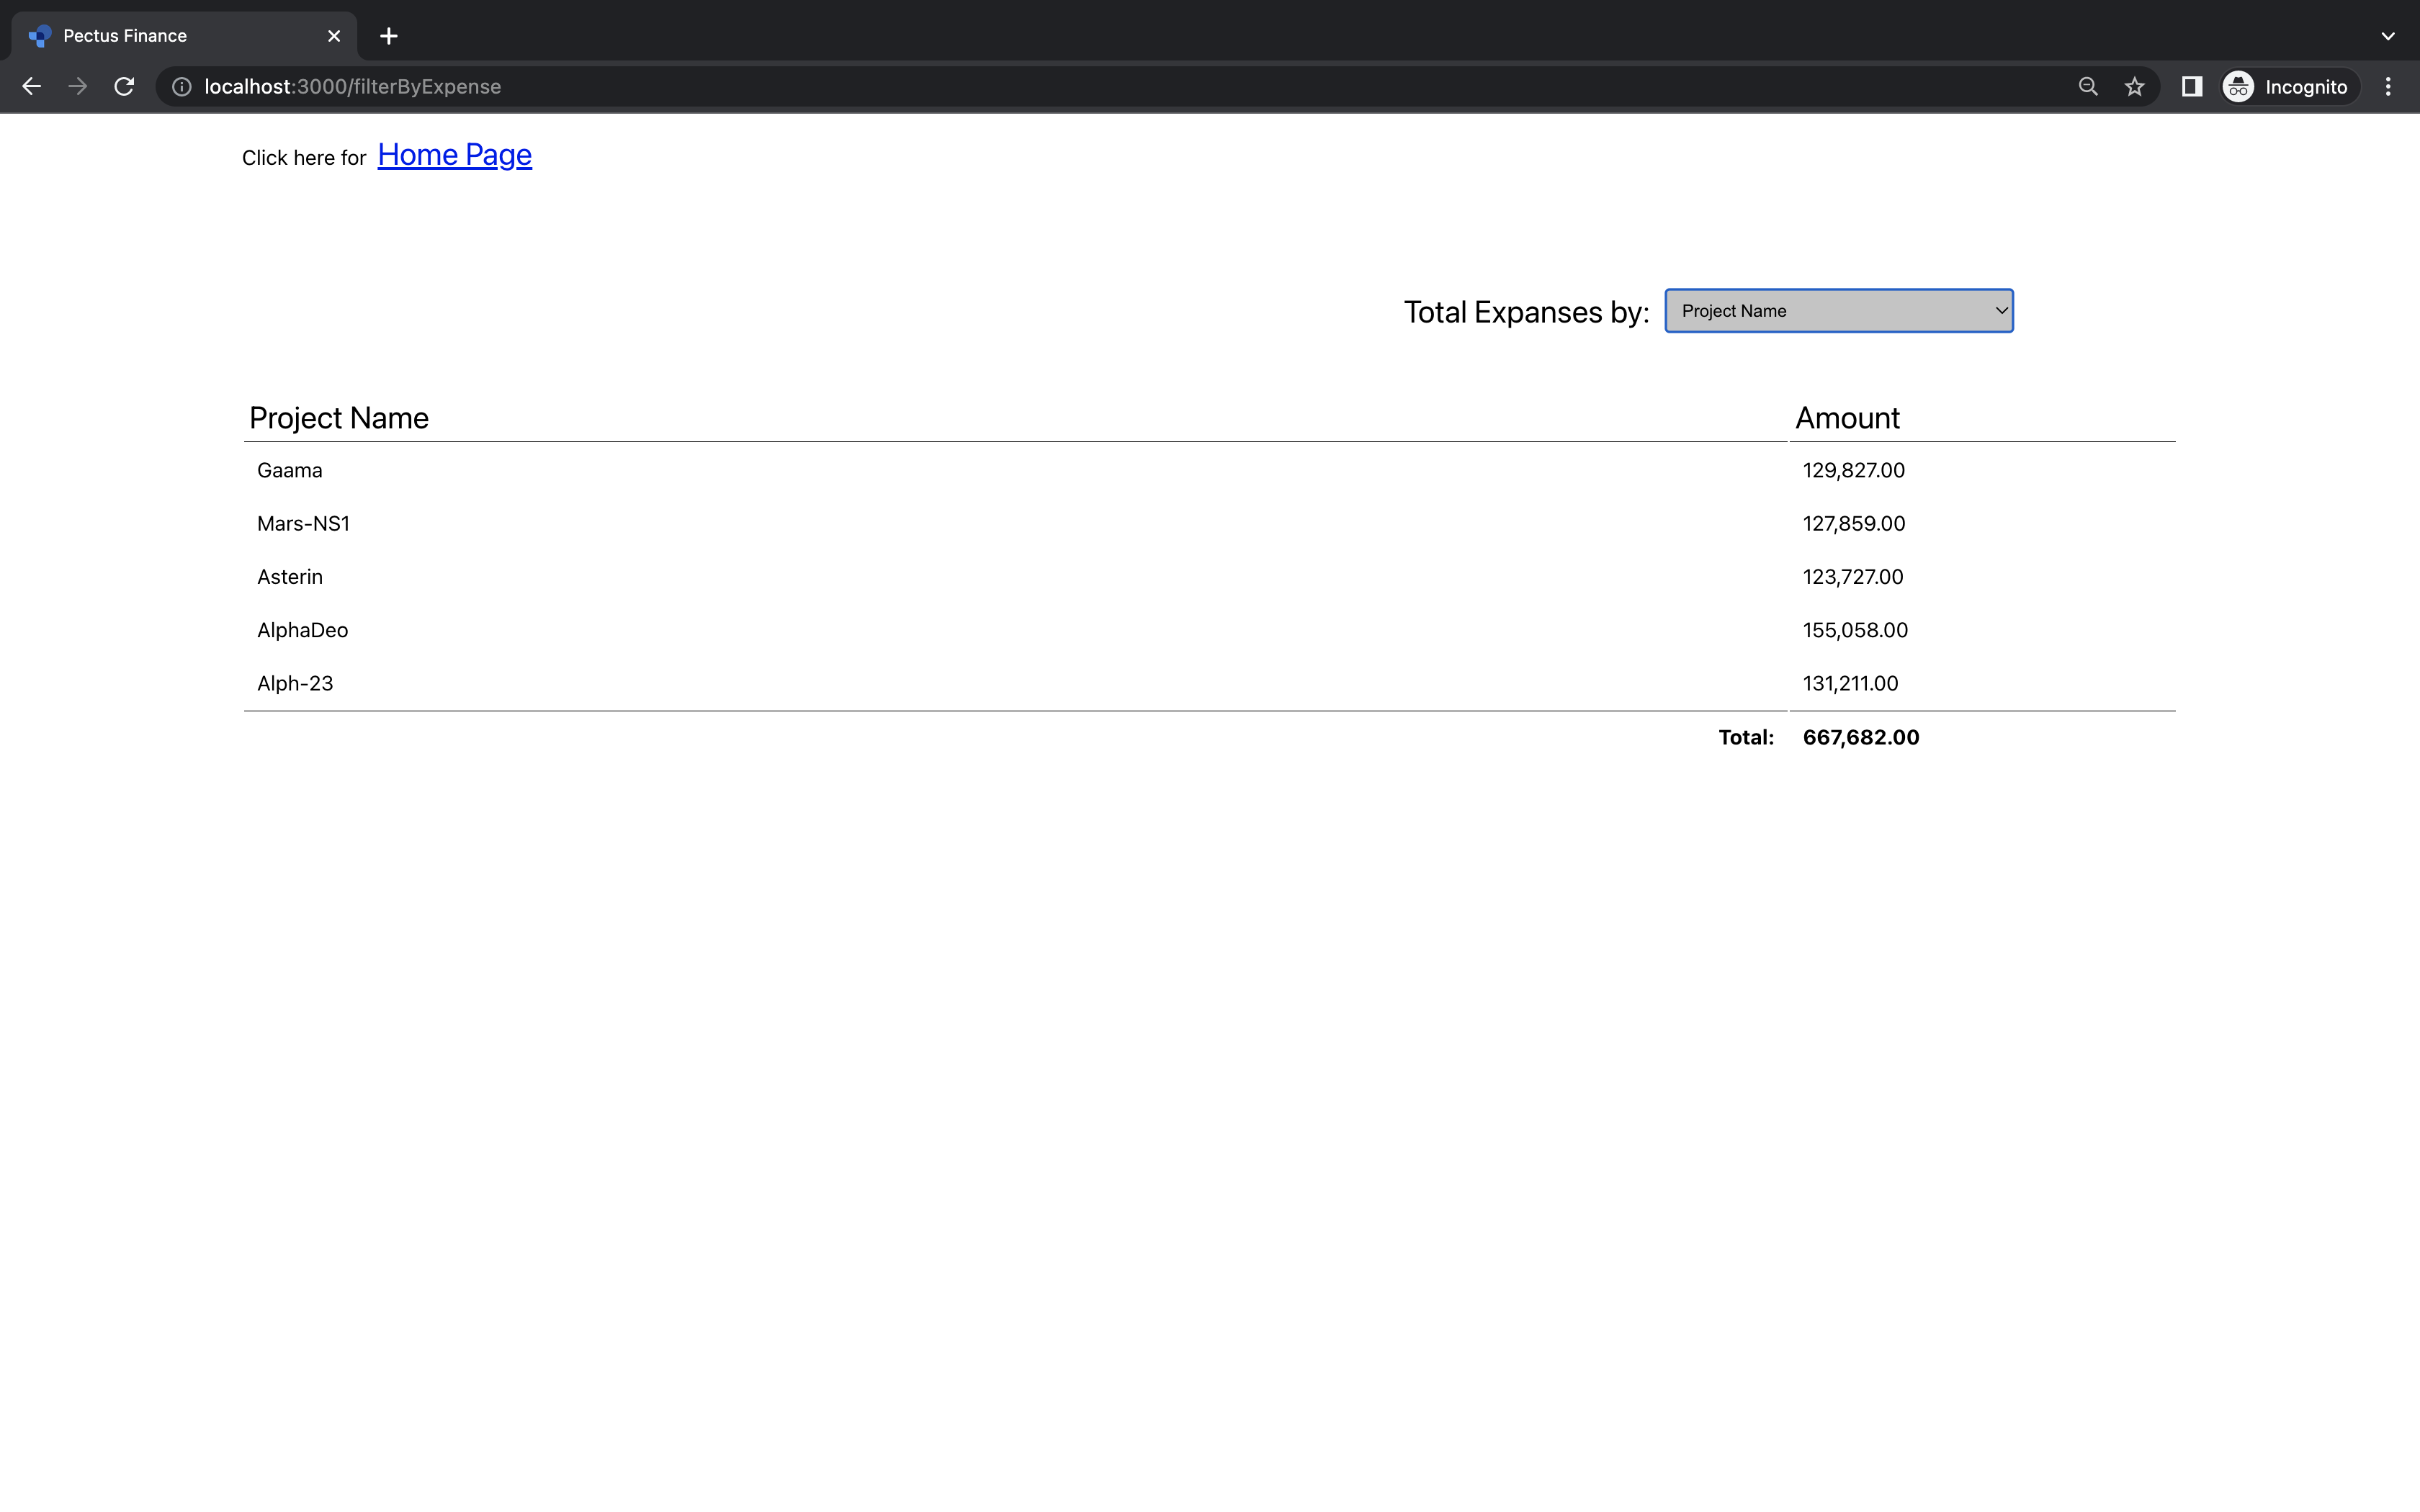 Pectus Finance
localhost:3000/filterByExpense
Incognito
Click here for Home Page
Total Expanses by: Project Name
Project Name Amount
Gaama 129,827.00
Mars-NS1 127,859.00
Asterin 123,727.00
AlphaDeo 155,058.00
Alph-23 131,211.00
Total: 667,682.00